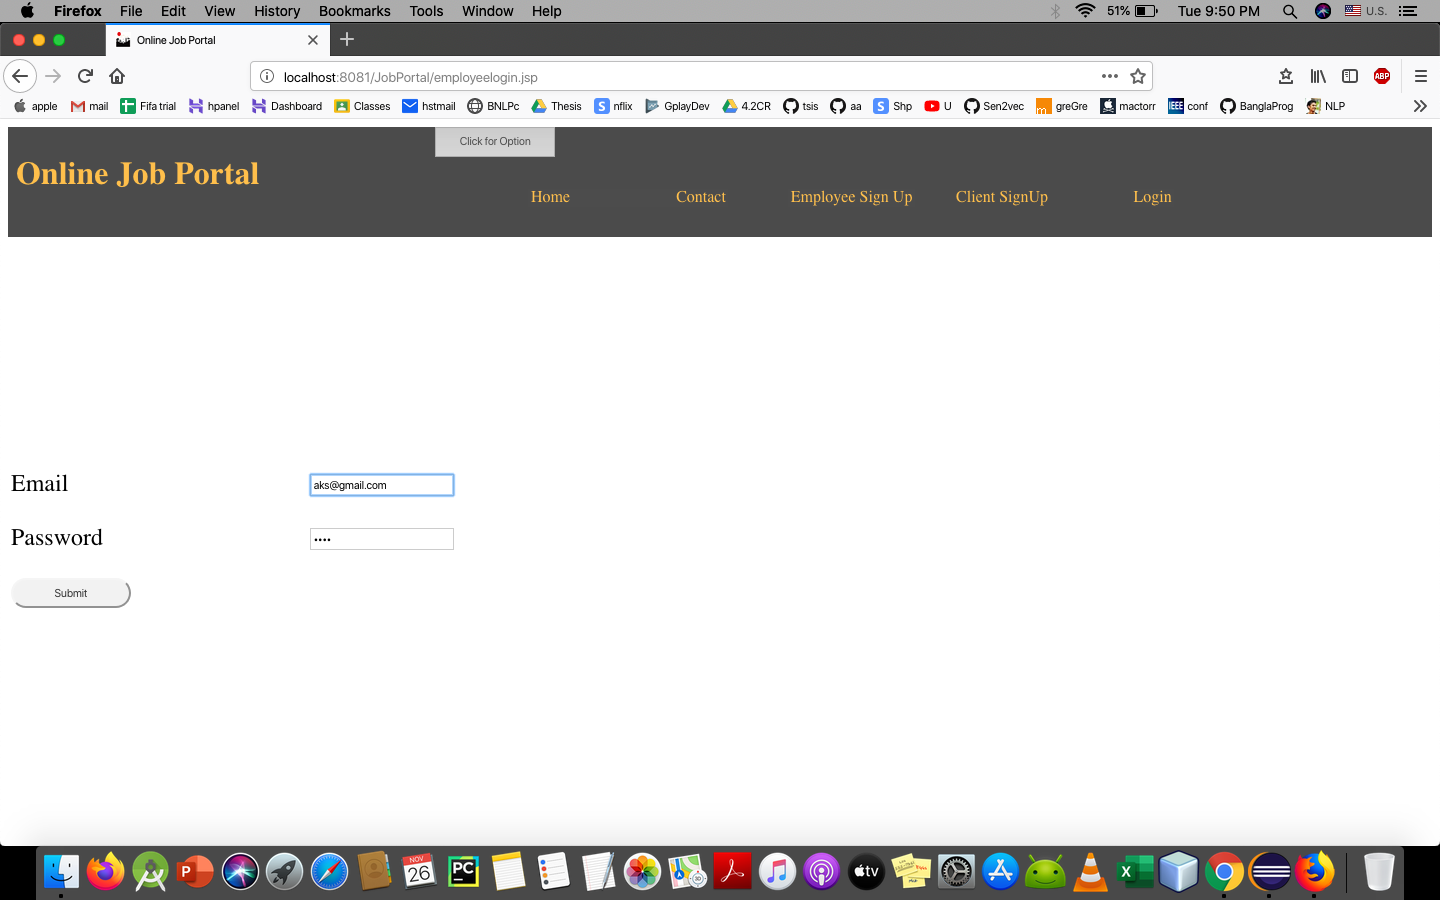 Firefox File Edit View History Bookmarks Tools Window Help 51% Tue 9:50 PM U.S.
Online Job Portal
localhost:8081/JobPortal/employeelogin.jsp ABP
apple mail Fifa trial hpanel Dashboard Classes hstmail BNLPc Thesis nflix GplayDev 4.2CR tsis aa Shp U Sen2vec greGre mactorr conf BanglaProg NLP
Click for Option
Online Job Portal
Home Contact Employee Sign Up Client SignUp Login
Email aks@gmail.com
Password ••••
Submit
NOV
26
PC
tv